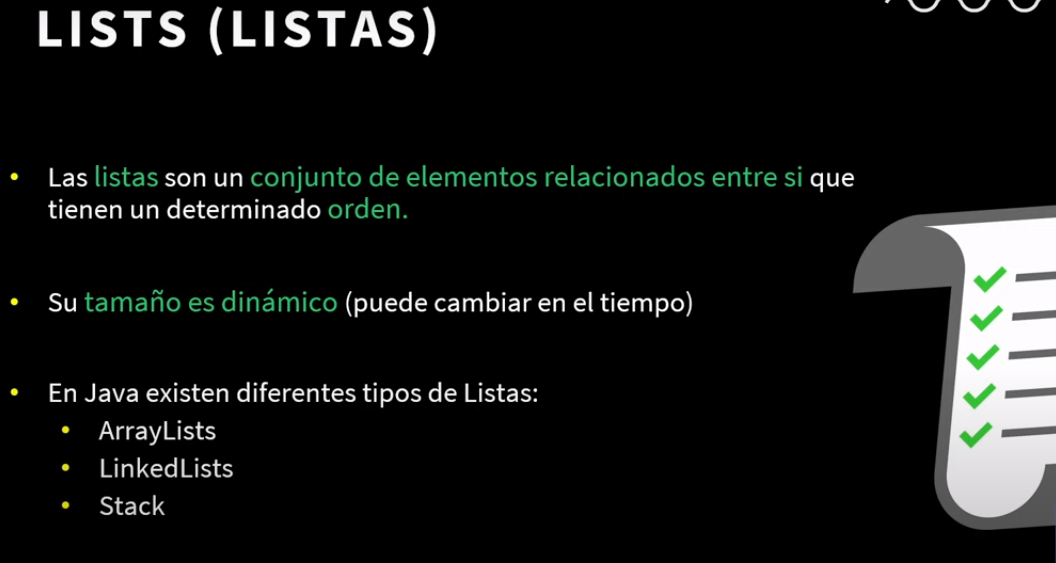 LISTS (LISTAS)
• Las listas son un conjunto de elementos relacionados entre si que
tienen un determinado orden.
• Su tamaño es dinámico (puede cambiar en el tiempo)
• En Java existen diferentes tipos de Listas:
• ArrayLists
• LinkedLists
• Stack